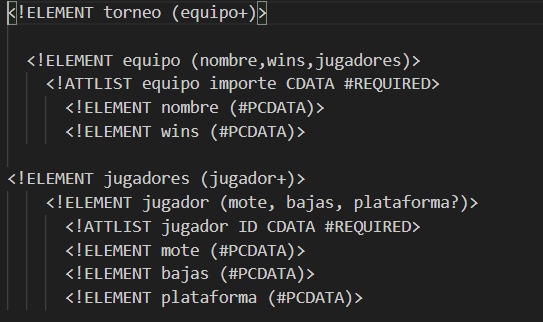 <!ELEMENT torneo (equipo+)>
<!ELEMENT equipo (nombre,wins,jugadores)>
<!ATTLIST equipo importe CDATA #REQUIRED>
<!ELEMENT nombre (#PCDATA)>
<!ELEMENT wins (#PCDATA)>
<!ELEMENT jugadores (jugador+)>
<!ELEMENT jugador (mote, bajas, plataforma?)>
<!ATTLIST jugador ID CDATA #REQUIRED>
<!ELEMENT mote (#PCDATA)>
<!ELEMENT bajas (#PCDATA)>
<!ELEMENT plataforma (#PCDATA)>